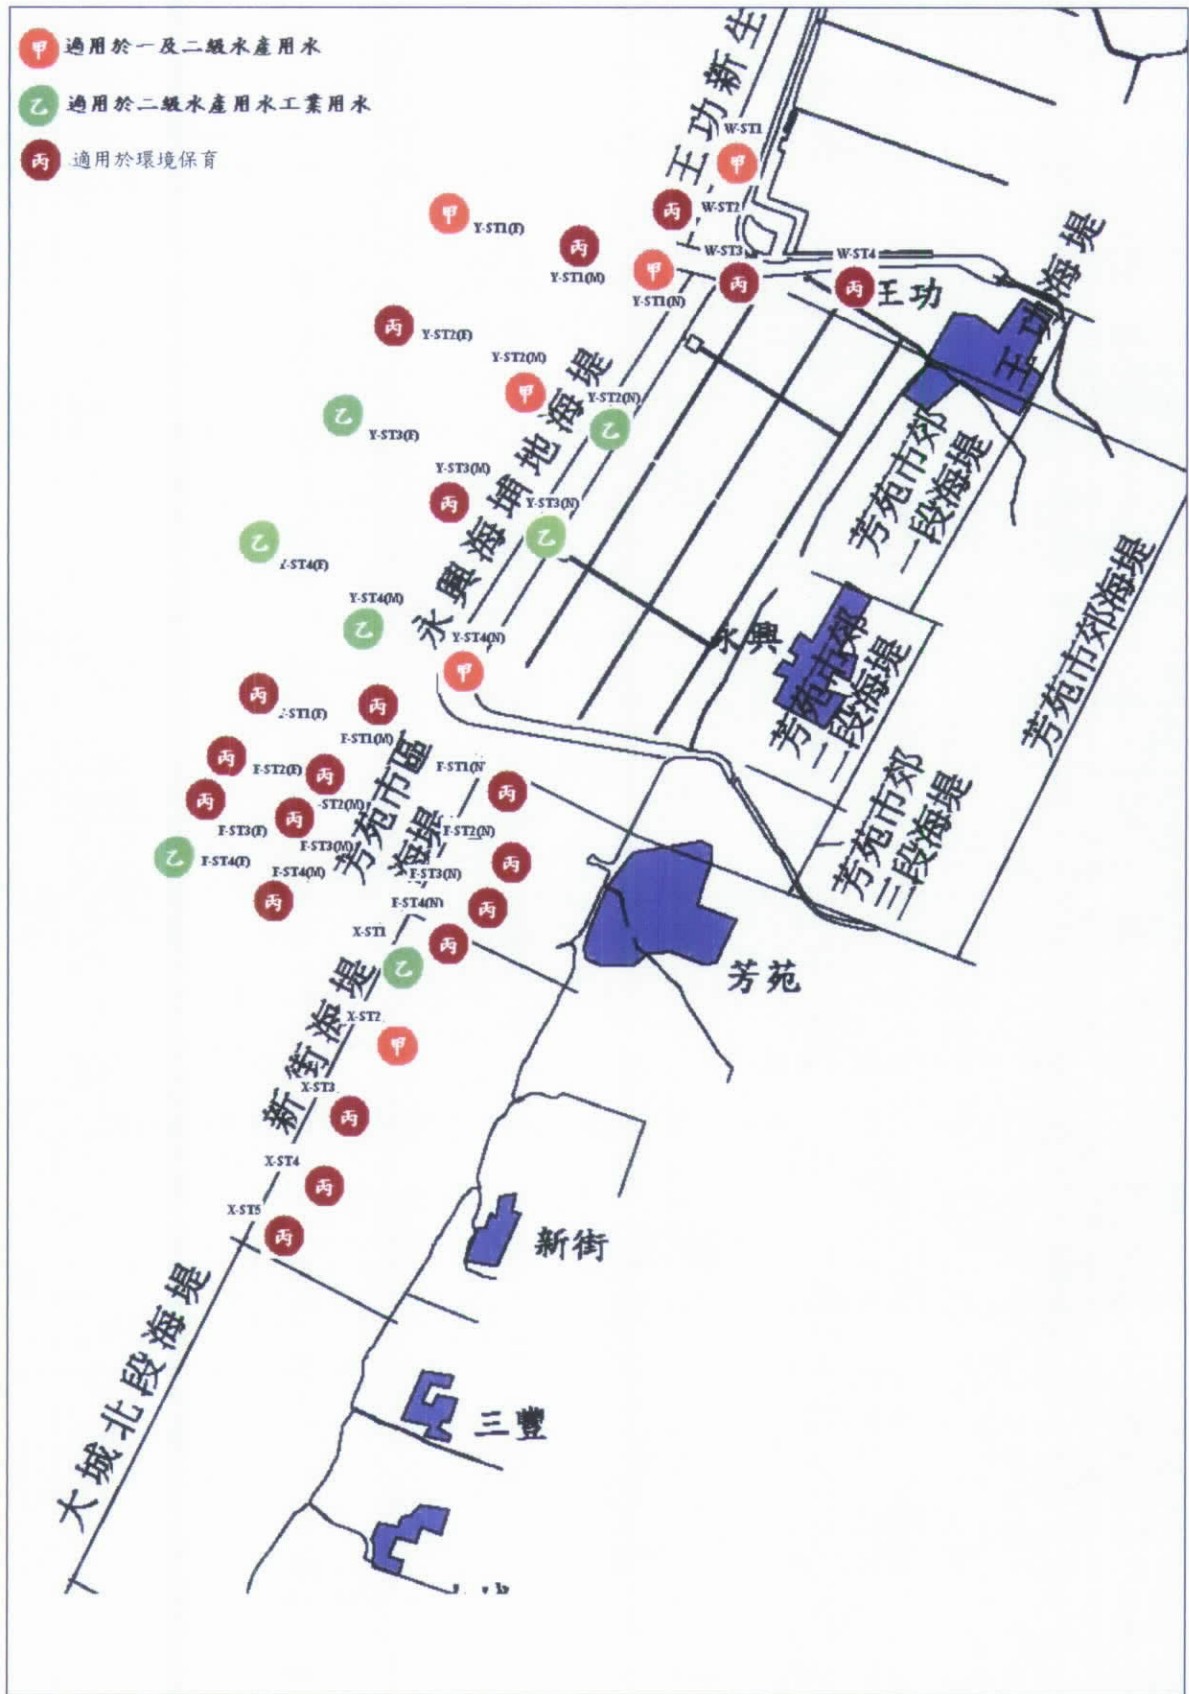 甲 適用於一及二級水產用水
乙 適用於二級水產用水工業用水
丙 適用於環境保育
王功新生
W-ST1
甲
丙
W-ST2
甲
Y-ST1(F)
丙
Y-ST1(M)
甲
Y-ST1(N)
W-ST3
丙
W-ST4
丙
王功
王功海堤
丙
Y-ST2(F)
Y-ST2(M)
甲
Y-ST2(N)
乙
乙
Y-ST3(F)
Y-ST3(M)
丙
Y-ST3(N)
乙
永興海埔地海堤
芳苑市郊
一段海堤
芳苑市郊海堤
乙
Y-ST4(F)
Y-ST4(M)
乙
Y-ST4(N)
甲
永興
芳苑市郊
二段海堤
芳苑市郊
三段海堤
丙
-ST1(F)
丙
F-ST1(M)
F-ST1(N
丙
丙
F-ST2(F)
丙
-ST2(M)
F-ST2(N)
丙
丙
F-ST3(F)
丙
F-ST3(M)
F-ST3(N)
丙
乙
F-ST4(F)
F-ST4(M)
丙
F-ST4(N)
丙
芳苑市區
海堤
芳苑
X-ST1
乙
X-ST2
甲
新街海堤
X-ST3
丙
X-ST4
丙
X-ST5
丙
新街
大城北段海堤
三豐